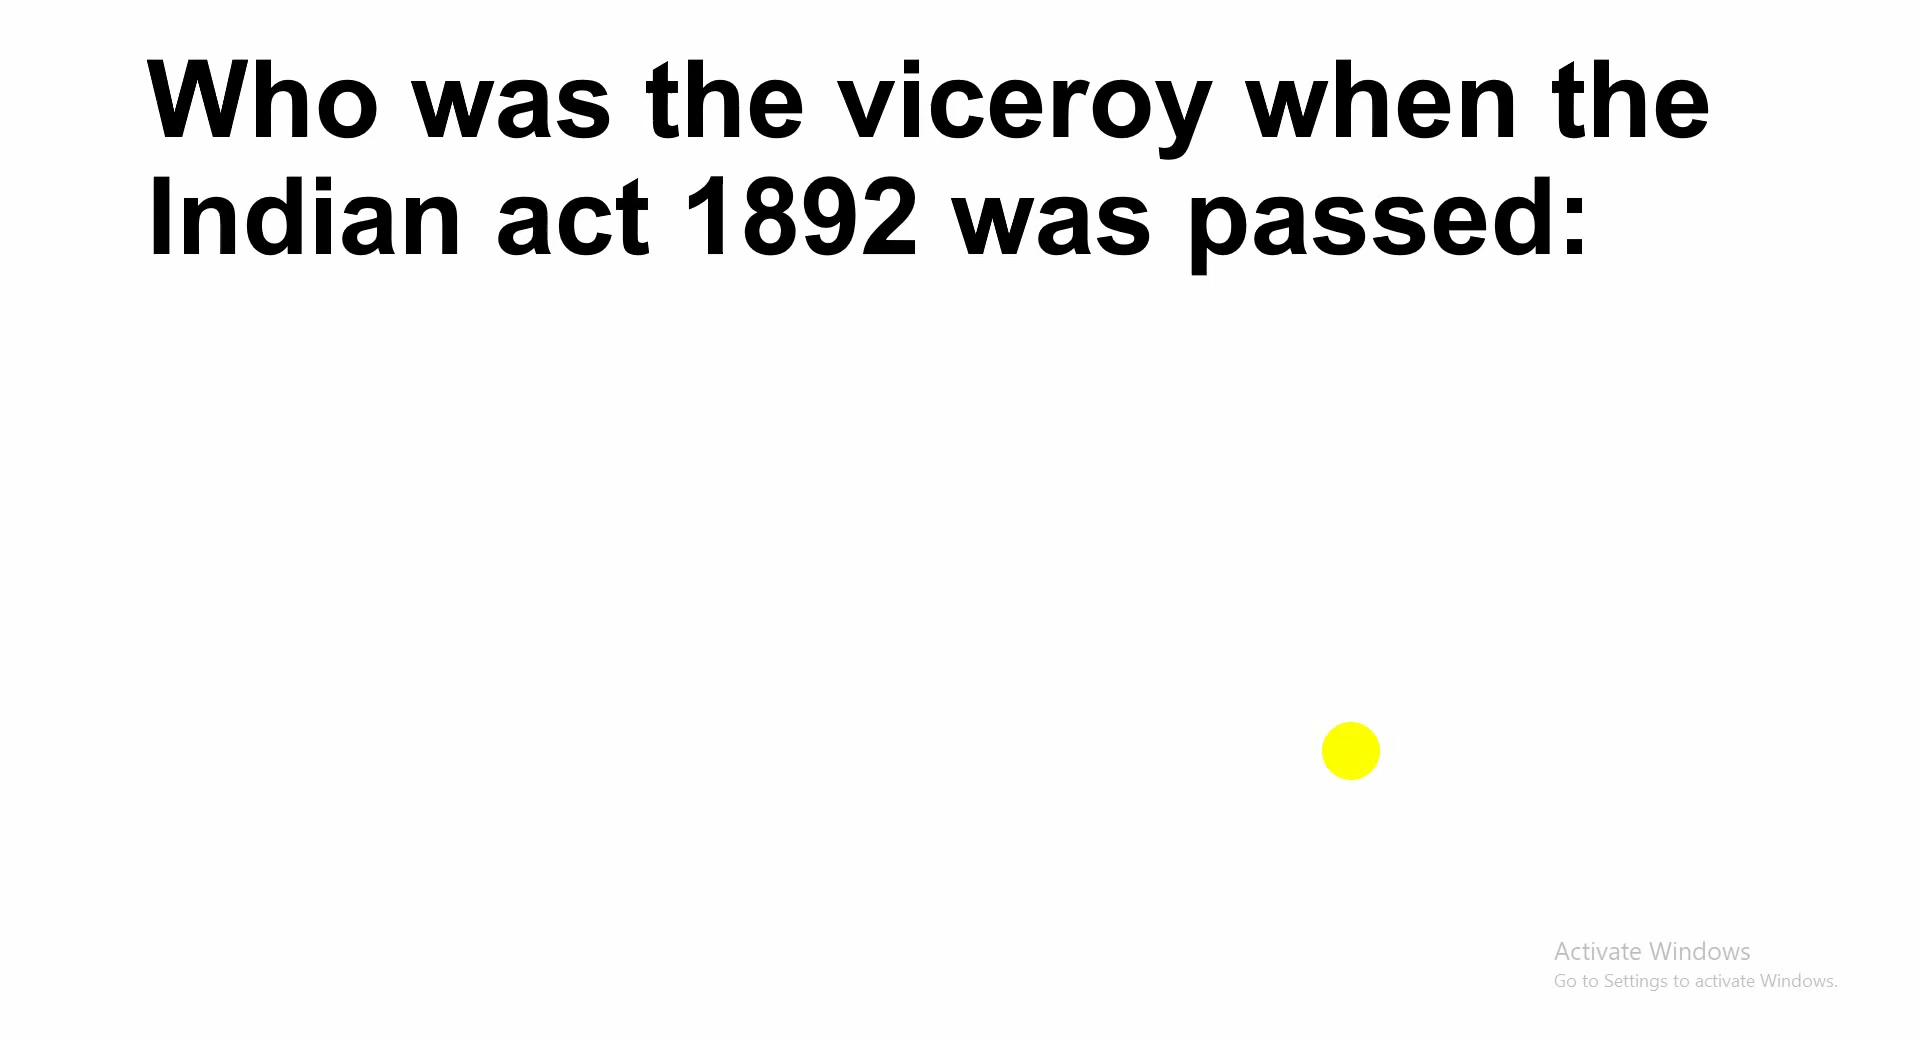 Who was the viceroy when the
Indian act 1892 was passed:
Activate Windows
Go to Settings to activate Windows.